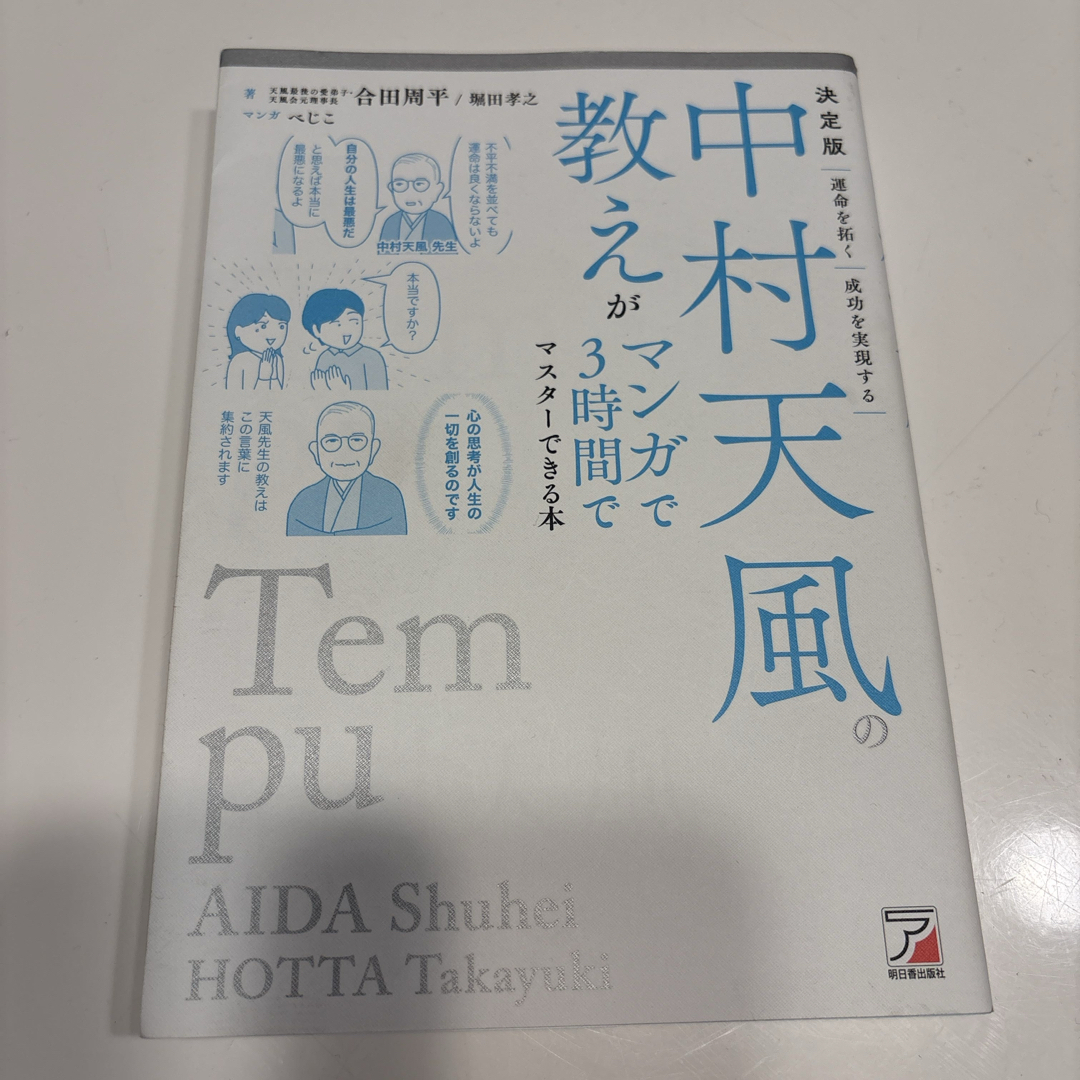 決定版
運命を拓く
成功を実現する
中村天風の
教えが
マンガで
3時間で
マスターできる本
著
天風最後の愛弟子・
天風会元理事長
合田周平/堀田孝之
マンガ ぺじこ
不平不満を並べても
運命は良くならないよ
中村天風 先生
自分の人生は最悪だ
と思えば本当に
最悪になるよ
本当ですか?
心の思考が人生の
一切を創るのです
天風先生の教えは
この言葉に
集約されます
Tem
pu
AIDA Shuhei
HOTTA Takayuki
ア
明日香出版社